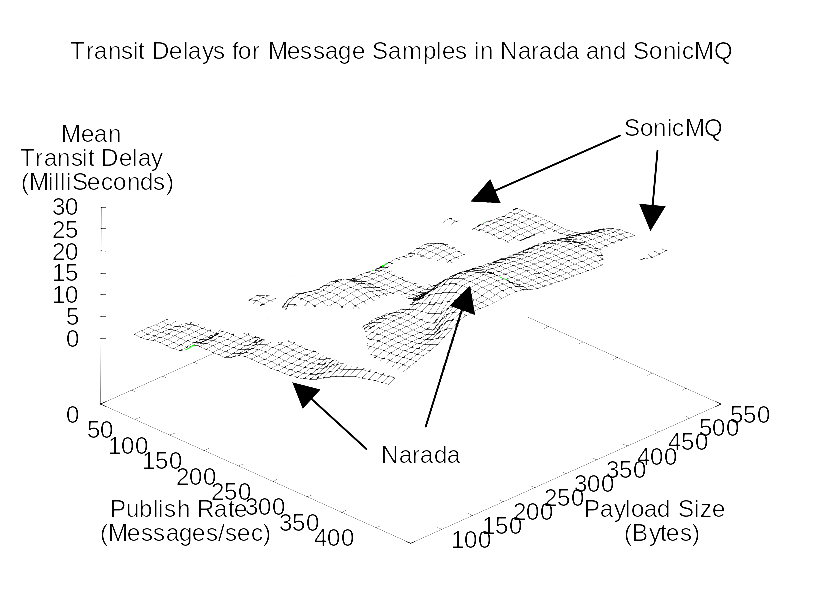 Transit Delays for Message Samples in Narada and SonicMQ
SonicMQ
Mean
Transit Delay
(MilliSeconds)
30
25
20
15
10
5
0
Narada
0
50
100
150
200
250
300
350
400
Publish Rate
(Messages/sec)
100
150
200
250
300
350
400
450
500
550
Payload Size
(Bytes)